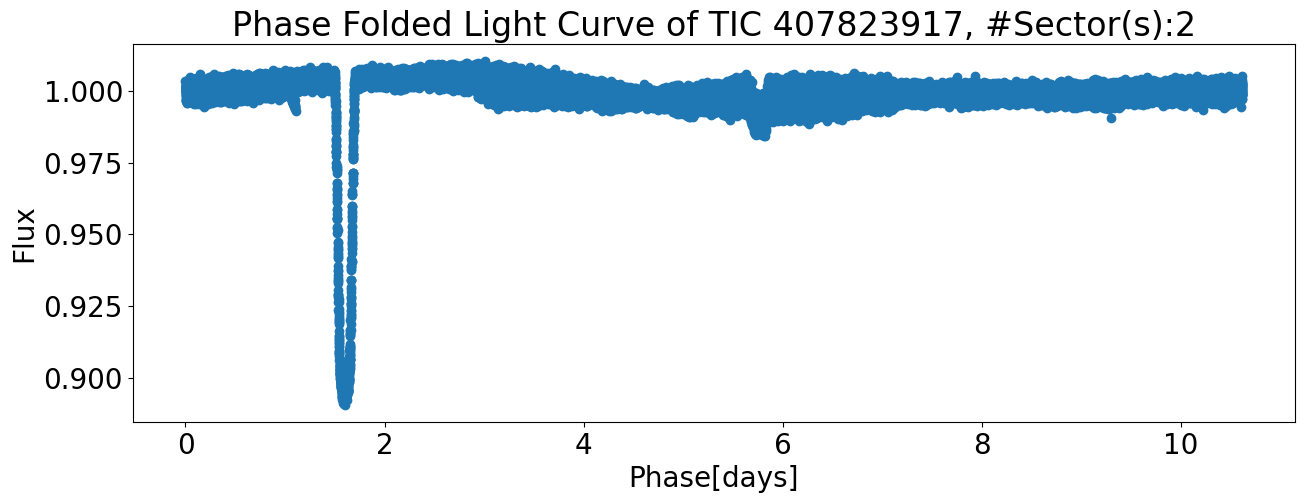 Phase Folded Light Curve of TIC 407823917, #Sector(s):2
1.000
0.975
0.950
0.925
0.900
Flux
0 2 4 6 8 10
Phase[days]